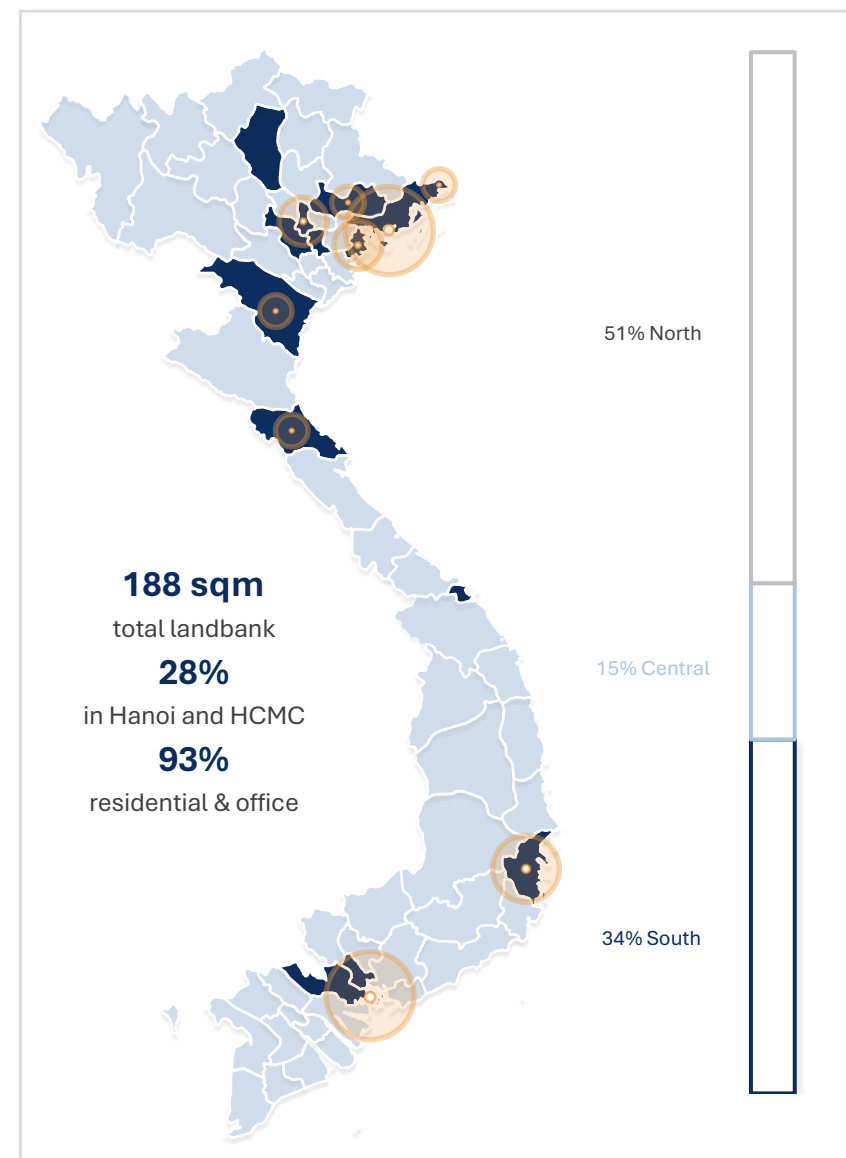 51% North
188 sqm
total landbank
28%
in Hanoi and HCMC
93%
residential & office
15% Central
34% South